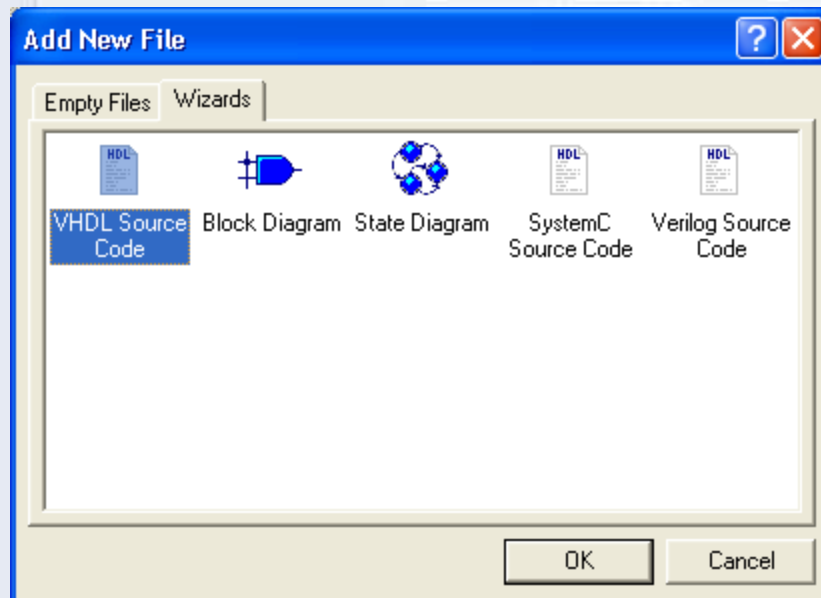 Add New File
Empty Files Wizards
HDL HDL HDL
VHDL Source Block Diagram State Diagram SystemC Verilog Source
Code Source Code Code
OK Cancel